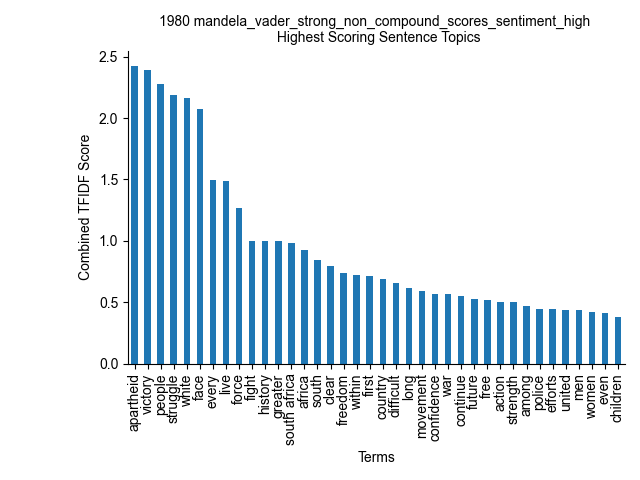 1980 mandela_vader_strong_non_compound_scores_sentiment_high
Highest Scoring Sentence Topics
Combined TFIDF Score
2.5
2.0
1.5
1.0
0.5
0.0
apartheid
victory
people
struggle
white
face
every
live
force
fight
history
greater
south africa
africa
south
clear
freedom
within
first
country
difficult
long
movement
confidence
war
continue
future
free
action
strength
among
police
efforts
united
men
women
even
children
Terms